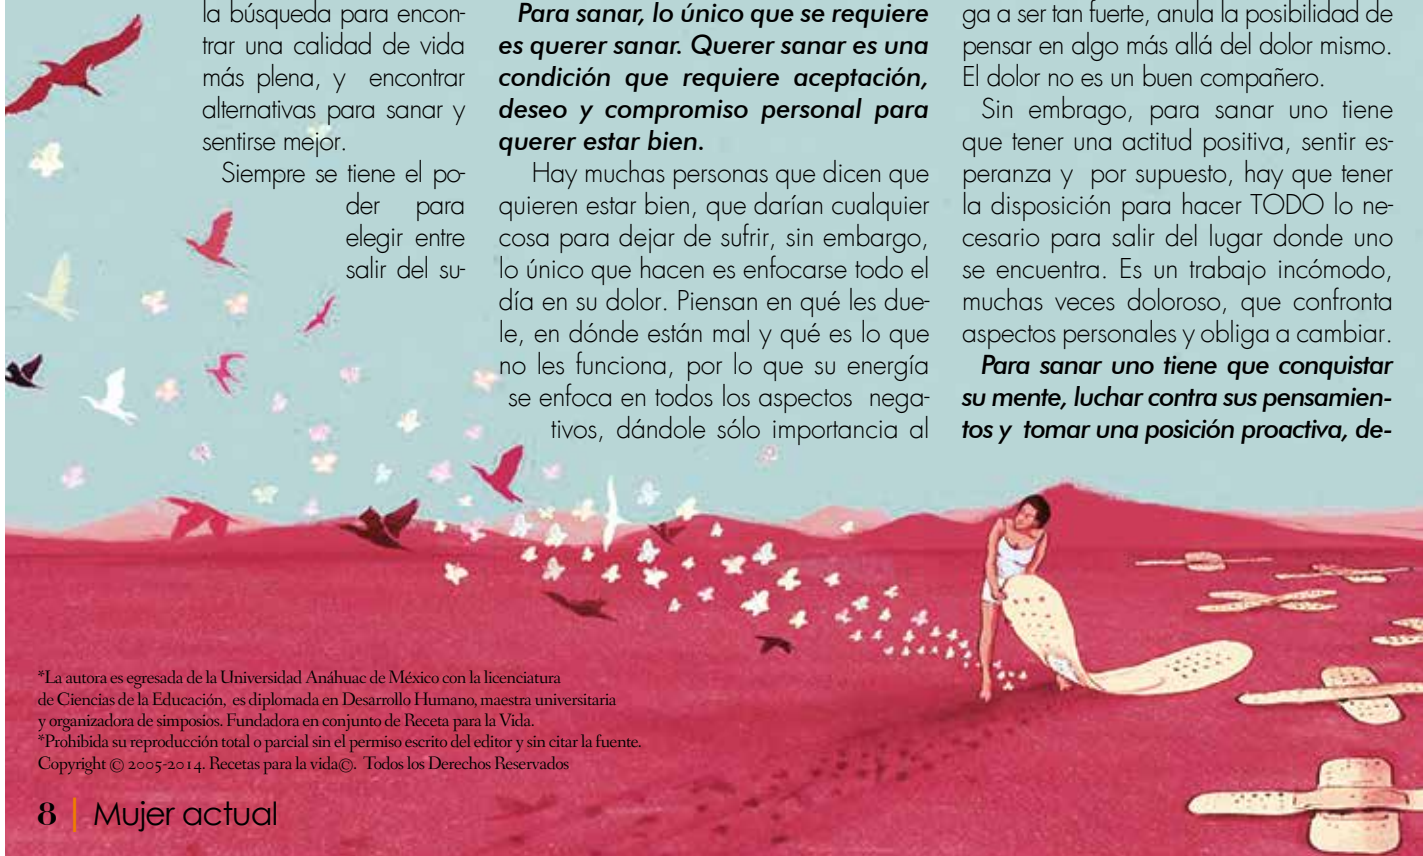 la búsqueda para encon-
trar una calidad de vida
más plena, y encontrar
alternativas para sanar y
sentirse mejor.
Siempre se tiene el po-
der para
elegir entre
salir del su-
Para sanar, lo único que se requiere
es querer sanar. Querer sanar es una
condición que requiere aceptación,
deseo y compromiso personal para
querer estar bien.
Hay muchas personas que dicen que
quieren estar bien, que darían cualquier
cosa para dejar de sufrir, sin embargo,
lo único que hacen es enfocarse todo el
día en su dolor. Piensan en qué les due-
le, en dónde están mal y qué es lo que
no les funciona, por lo que su energía
se enfoca en todos los aspectos nega-
tivos, dándole sólo importancia al
ga a ser tan fuerte, anula la posibilidad de
pensar en algo más allá del dolor mismo.
El dolor no es un buen compañero.
Sin embrago, para sanar uno tiene
que tener una actitud positiva, sentir es-
peranza y por supuesto, hay que tener
la disposición para hacer TODO lo ne-
cesario para salir del lugar donde uno
se encuentra. Es un trabajo incómodo,
muchas veces doloroso, que confronta
aspectos personales y obliga a cambiar.
Para sanar uno tiene que conquistar
su mente, luchar contra sus pensamien-
tos y tomar una posición proactiva, de-
*La autora es egresada de la Universidad Anáhuac de México con la licenciatura
de Ciencias de la Educación, es diplomada en Desarrollo Humano, maestra universitaria
y organizadora de simposios. Fundadora en conjunto de Receta para la Vida.
*Prohibida su reproducción total o parcial sin el permiso escrito del editor y sin citar la fuente.
Copyright © 2005-2014. Recetas para la vida©. Todos los Derechos Reservados
8 | Mujer actual